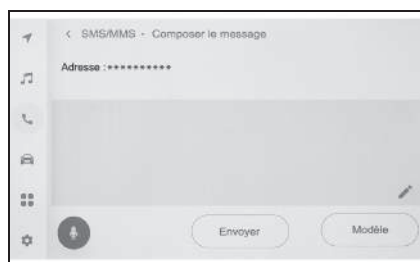 SMS/MMS - Composer le message
Adresse :**********
Envoyer
Modèle